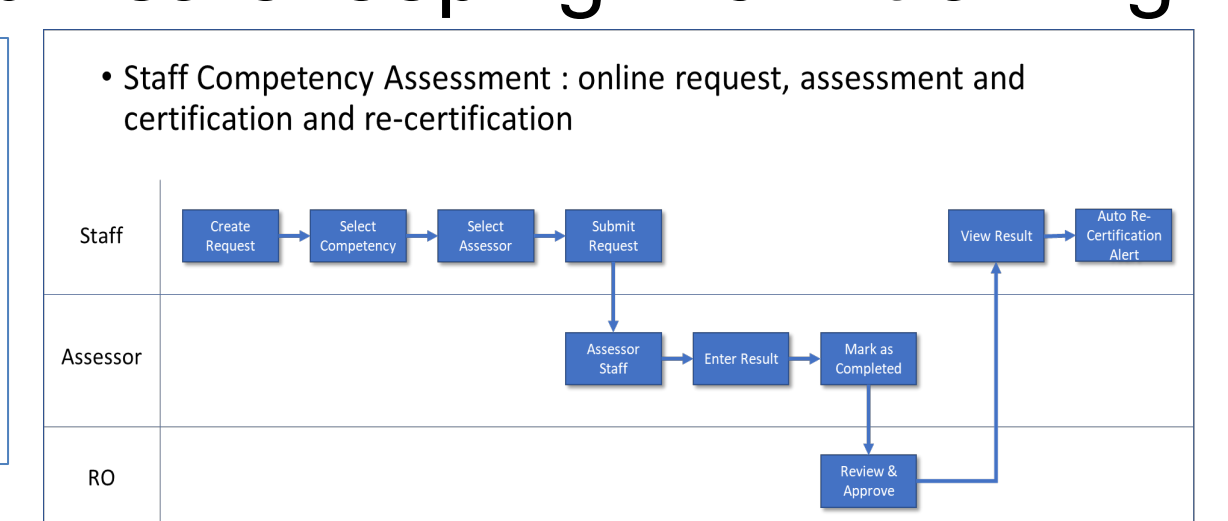 • Staff Competency Assessment : online request, assessment and
certification and re-certification
Staff
Create
Request
Select
Competency
Select
Assessor
Submit
Request
View Result
Auto Re-
Certification
Alert
Assessor
Assessor
Staff
Enter Result
Mark as
Completed
RO
Review &
Approve